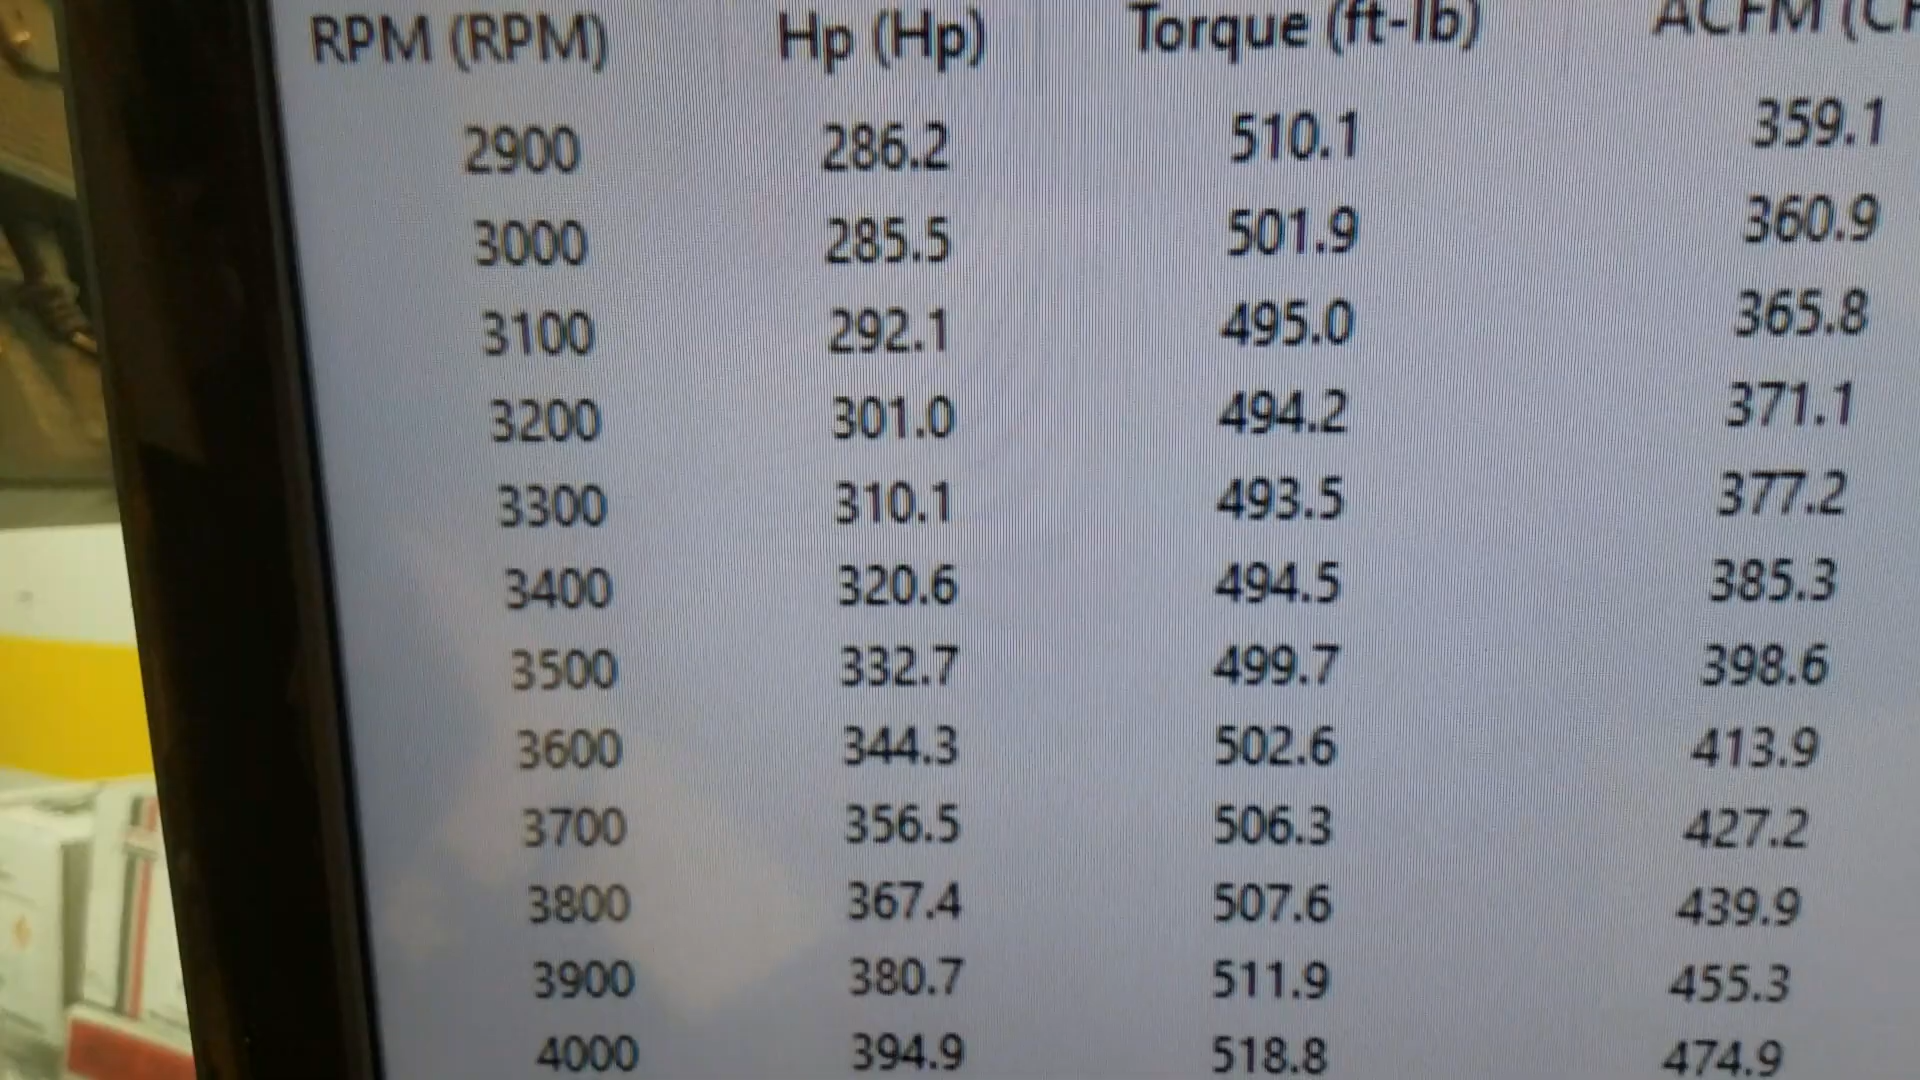 RPM (RPM) Hp (Hp) Torque (ft-lb) ACFM
2900 286.2 510.1 359.1
3000 285.5 501.9 360.9
3100 292.1 495.0 365.8
3200 301.0 494.2 371.1
3300 310.1 493.5 377.2
3400 320.6 494.5 385.3
3500 332.7 499.7 398.6
3600 344.3 502.6 413.9
3700 356.5 506.3 427.2
3800 367.4 507.6 439.9
3900 380.7 511.9 455.3
4000 394.9 518.8 474.9